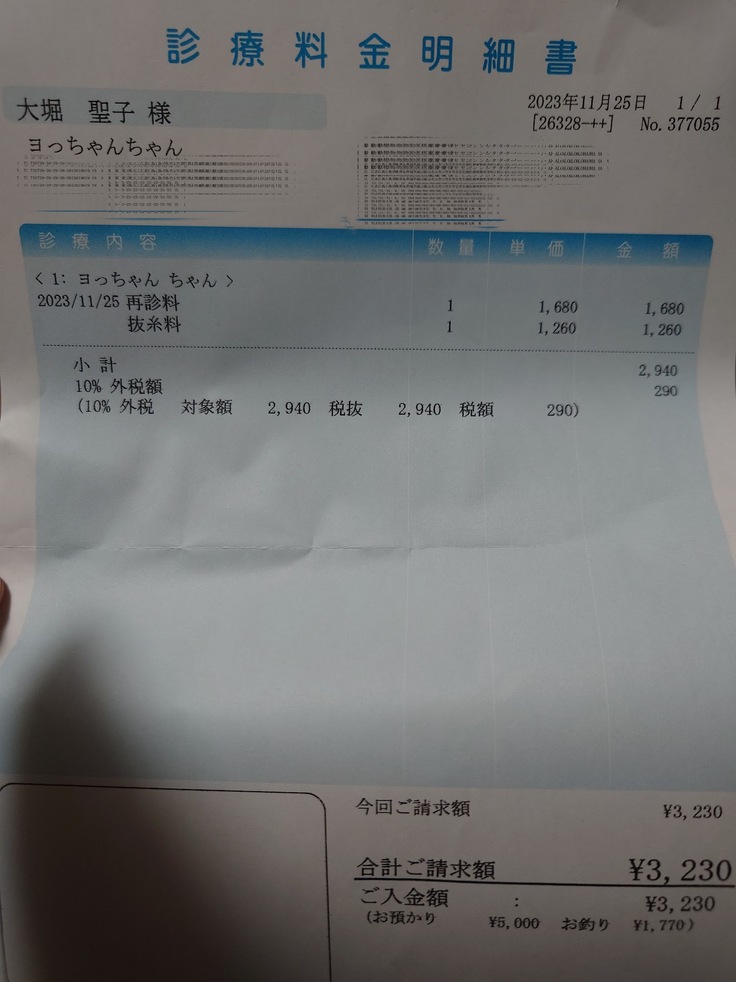 診療料金明細書
大堀 聖子 様
2023年11月25日 1 / 1
[26328-++] No. 377055
ヨっちゃんちゃん
診療内容 数量 単価 金額
< 1: ヨっちゃん ちゃん >
2023/11/25 再診料 1 1,680 1,680
抜糸料 1 1,260 1,260
小 計 2,940
10% 外税額 290
(10% 外税 対象額 2,940 税抜 2,940 税額 290)
今回ご請求額 ¥3,230
合計ご請求額 ¥3,230
ご入金額 : ¥3,230
(お預かり ¥5,000 お釣り ¥1,770)